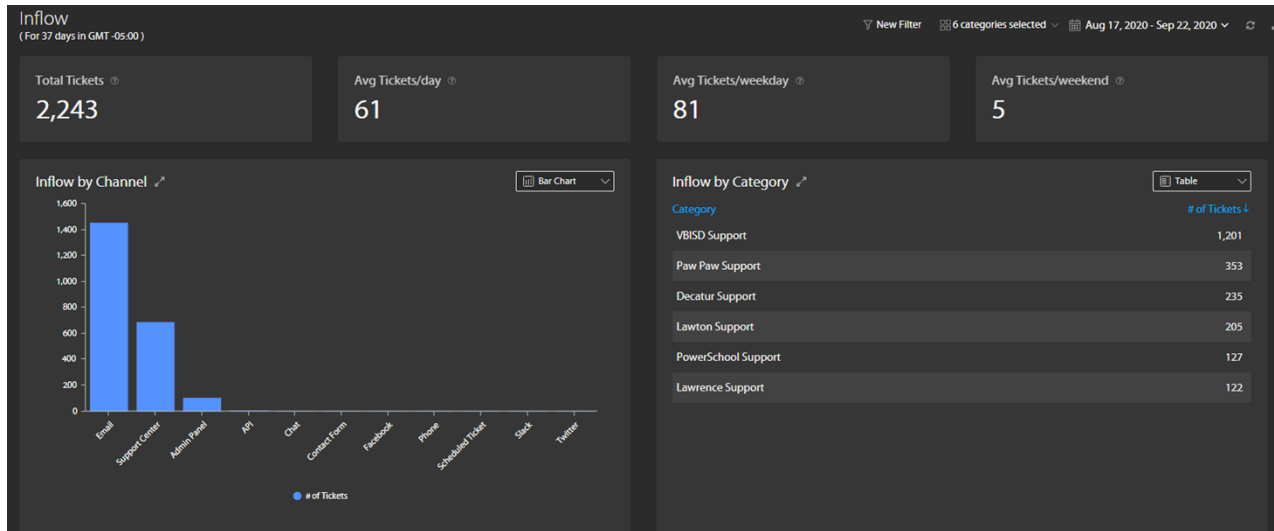 Inflow
( For 37 days in GMT -05:00 )
New Filter
6 categories selected
Aug 17, 2020 - Sep 22, 2020
Total Tickets
2,243
Avg Tickets/day
61
Avg Tickets/weekday
81
Avg Tickets/weekend
5
Inflow by Channel
Bar Chart
1,600
1,400
1,200
1,000
800
600
400
200
0
Email
Support Center
Admin Panel
API
Chat
Contact Form
Facebook
Phone
Scheduled Ticket
Slack
Twitter
# of Tickets
Inflow by Category
Table
Category # of Tickets↓
VBISD Support 1,201
Paw Paw Support 353
Decatur Support 235
Lawton Support 205
PowerSchool Support 127
Lawrence Support 122